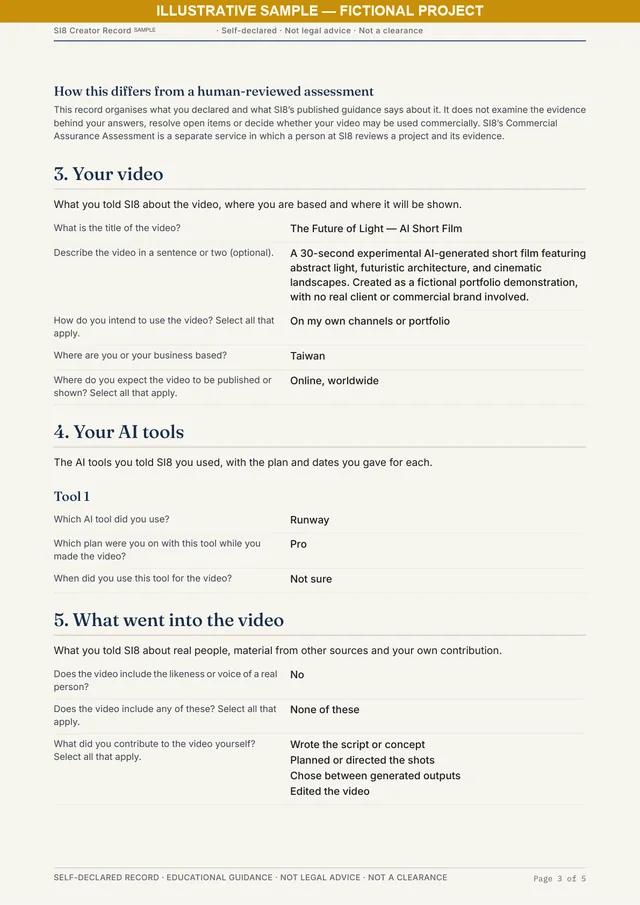 ILLUSTRATIVE SAMPLE — FICTIONAL PROJECT
SI8 Creator Record SAMPLE · Self-declared · Not legal advice · Not a clearance
How this differs from a human-reviewed assessment
This record organises what you declared and what SI8's published guidance says about it. It does not examine the evidence
behind your answers, resolve open items or decide whether your video may be used commercially. SI8's Commercial
Assurance Assessment is a separate service in which a person at SI8 reviews a project and its evidence.
3. Your video
What you told SI8 about the video, where you are based and where it will be shown.
What is the title of the video? The Future of Light — AI Short Film
Describe the video in a sentence or two (optional). A 30-second experimental AI-generated short film featuring
abstract light, futuristic architecture, and cinematic
landscapes. Created as a fictional portfolio demonstration,
with no real client or commercial brand involved.
How do you intend to use the video? Select all that On my own channels or portfolio
apply.
Where are you or your business based? Taiwan
Where do you expect the video to be published or Online, worldwide
shown? Select all that apply.
4. Your AI tools
The AI tools you told SI8 you used, with the plan and dates you gave for each.
Tool 1
Which AI tool did you use? Runway
Which plan were you on with this tool while you Pro
made the video?
When did you use this tool for the video? Not sure
5. What went into the video
What you told SI8 about real people, material from other sources and your own contribution.
Does the video include the likeness or voice of a real No
person?
Does the video include any of these? Select all that None of these
apply.
What did you contribute to the video yourself? Wrote the script or concept
Select all that apply. Planned or directed the shots
Chose between generated outputs
Edited the video
SELF-DECLARED RECORD · EDUCATIONAL GUIDANCE · NOT LEGAL ADVICE · NOT A CLEARANCE Page 3 of 5